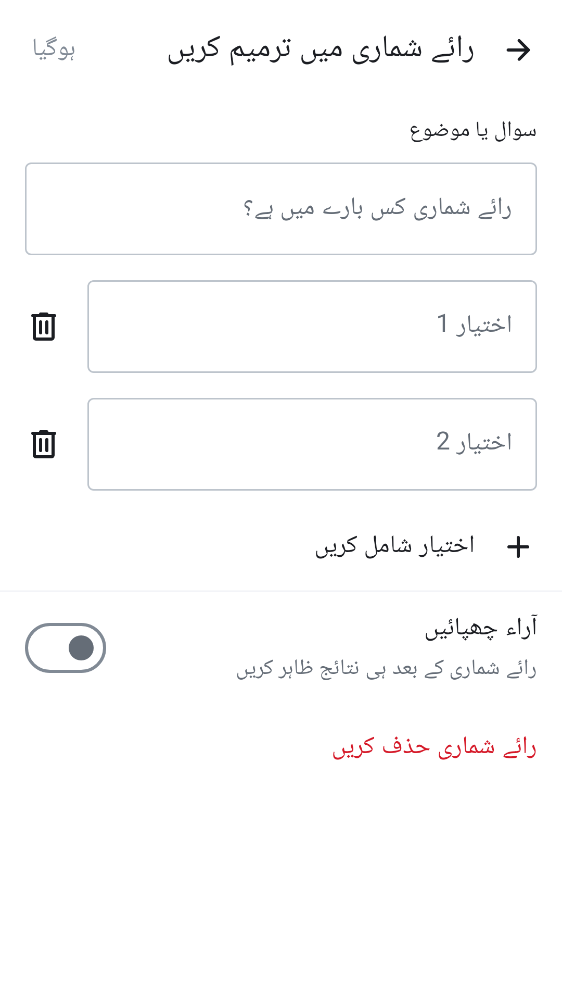 رائے شماری میں ترمیم کریں
ہوگیا
سوال یا موضوع
رائے شماری کس بارے میں ہے؟
اختیار 1
اختیار 2
اختیار شامل کریں
آراء چھپائیں
رائے شماری کے بعد ہی نتائج ظاہر کریں
رائے شماری حذف کریں